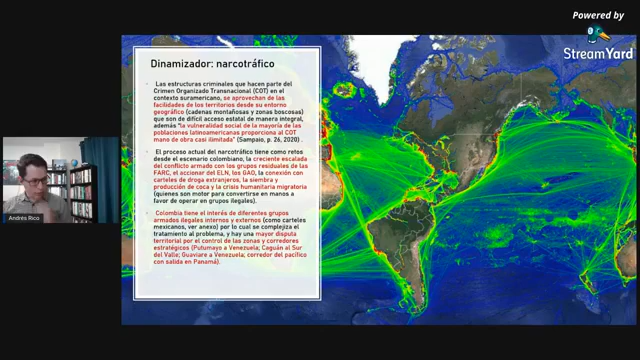 Powered by
StreamYard
Dinamizador: narcotráfico
Las estructuras criminales que hacen parte del
Crimen Organizado Transnacional (COT) en el
contexto suramericano, se aprovechan de las
facilidades de los territorios desde su entorno
geográfico (cadenas montañosas y zonas boscosas)
que son de difícil acceso estatal de manera integral,
además "la vulneralidad social de la mayoría de las
poblaciones latinoamericanas proporciona al COT
mano de obra casi ilimitada" (Sampaio, p. 26, 2020) .
El proceso actual del narcotráfico tiene como retos
desde el escenario colombiano, la creciente escalada
del conflicto armado con los grupos residuales de las
FARC, el accionar del ELN, los GAO, la conexión con
carteles de droga extranjeros, la siembra y
producción de coca y la crisis humanitaria migratoria
(quienes son motor para convertirse en manos a
favor de operar en grupos ilegales).
Colombia tiene el interés de diferentes grupos
armados ilegales internos y externos (como carteles
mexicanos, ver anexo) por lo cual se complejiza el
tratamiento al problema, y hay una mayor disputa
territorial por el control de las zonas y corredores
estratégicos (Putumayo a Venezuela; Caguán al Sur
del Valle; Guaviare a Venezuela, corredor del pacífico
con salida en Panamá).
Andrés Rico